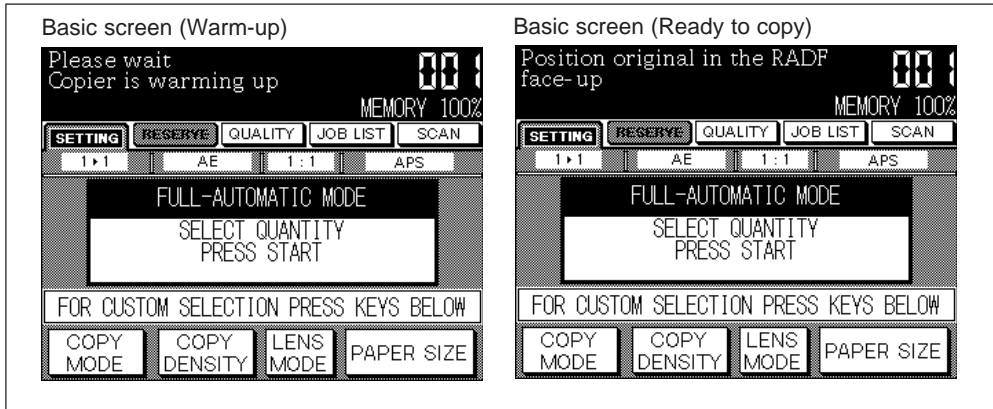 Basic screen (Warm-up)
Please wait
Copier is warming up
001
MEMORY 100%
SETTING RESERVE QUALITY JOB LIST SCAN
1▸1 AE 1:1 APS
FULL-AUTOMATIC MODE
SELECT QUANTITY
PRESS START
FOR CUSTOM SELECTION PRESS KEYS BELOW
COPY MODE
COPY DENSITY
LENS MODE
PAPER SIZE
Basic screen (Ready to copy)
Position original in the RADF
face-up
001
MEMORY 100%
SETTING RESERVE QUALITY JOB LIST SCAN
1▸1 AE 1:1 APS
FULL-AUTOMATIC MODE
SELECT QUANTITY
PRESS START
FOR CUSTOM SELECTION PRESS KEYS BELOW
COPY MODE
COPY DENSITY
LENS MODE
PAPER SIZE